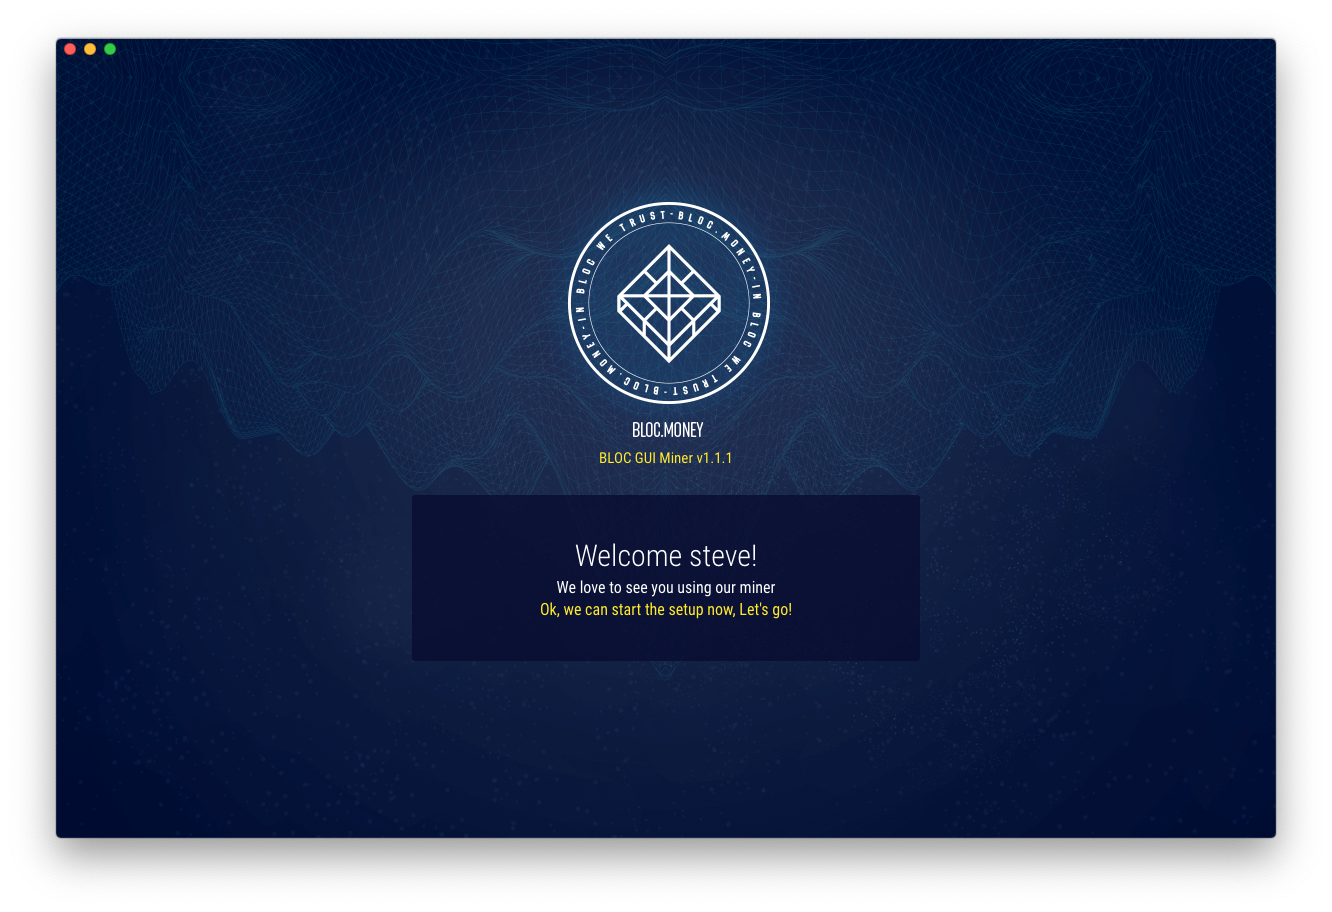 BLOC.MONEY-IN BLOC WE TRUST-BLOC.MONEY-IN BLOC WE TRUST-
BLOC.MONEY
BLOC GUI Miner v1.1.1
Welcome steve!
We love to see you using our miner
Ok, we can start the setup now, Let's go!